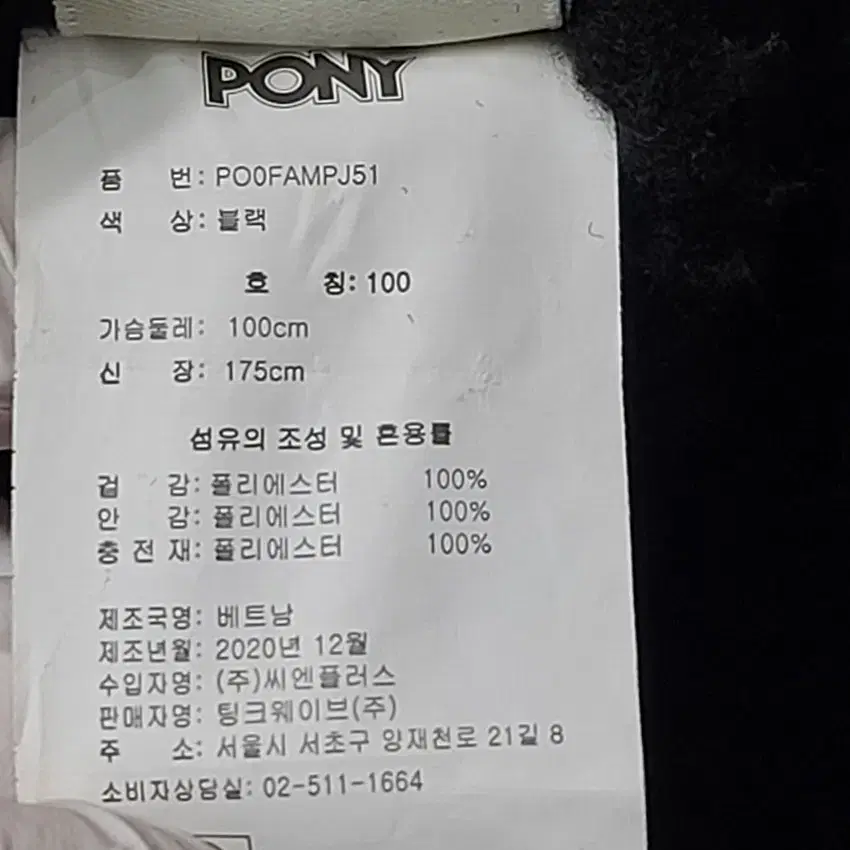 PONY
품 번: PO0FAMPJ51
색 상: 블랙
호 칭: 100
가슴둘레: 100cm
신 장: 175cm
섬유의 조성 및 혼용률
겉 감: 폴리에스터 100%
안 감: 폴리에스터 100%
충 전 재: 폴리에스터 100%
제조국명: 베트남
제조년월: 2020년 12월
수입자명: (주)씨엔플러스
판매자명: 팅크웨이브(주)
주 소: 서울시 서초구 양재천로 21길 8
소비자상담실: 02-511-1664